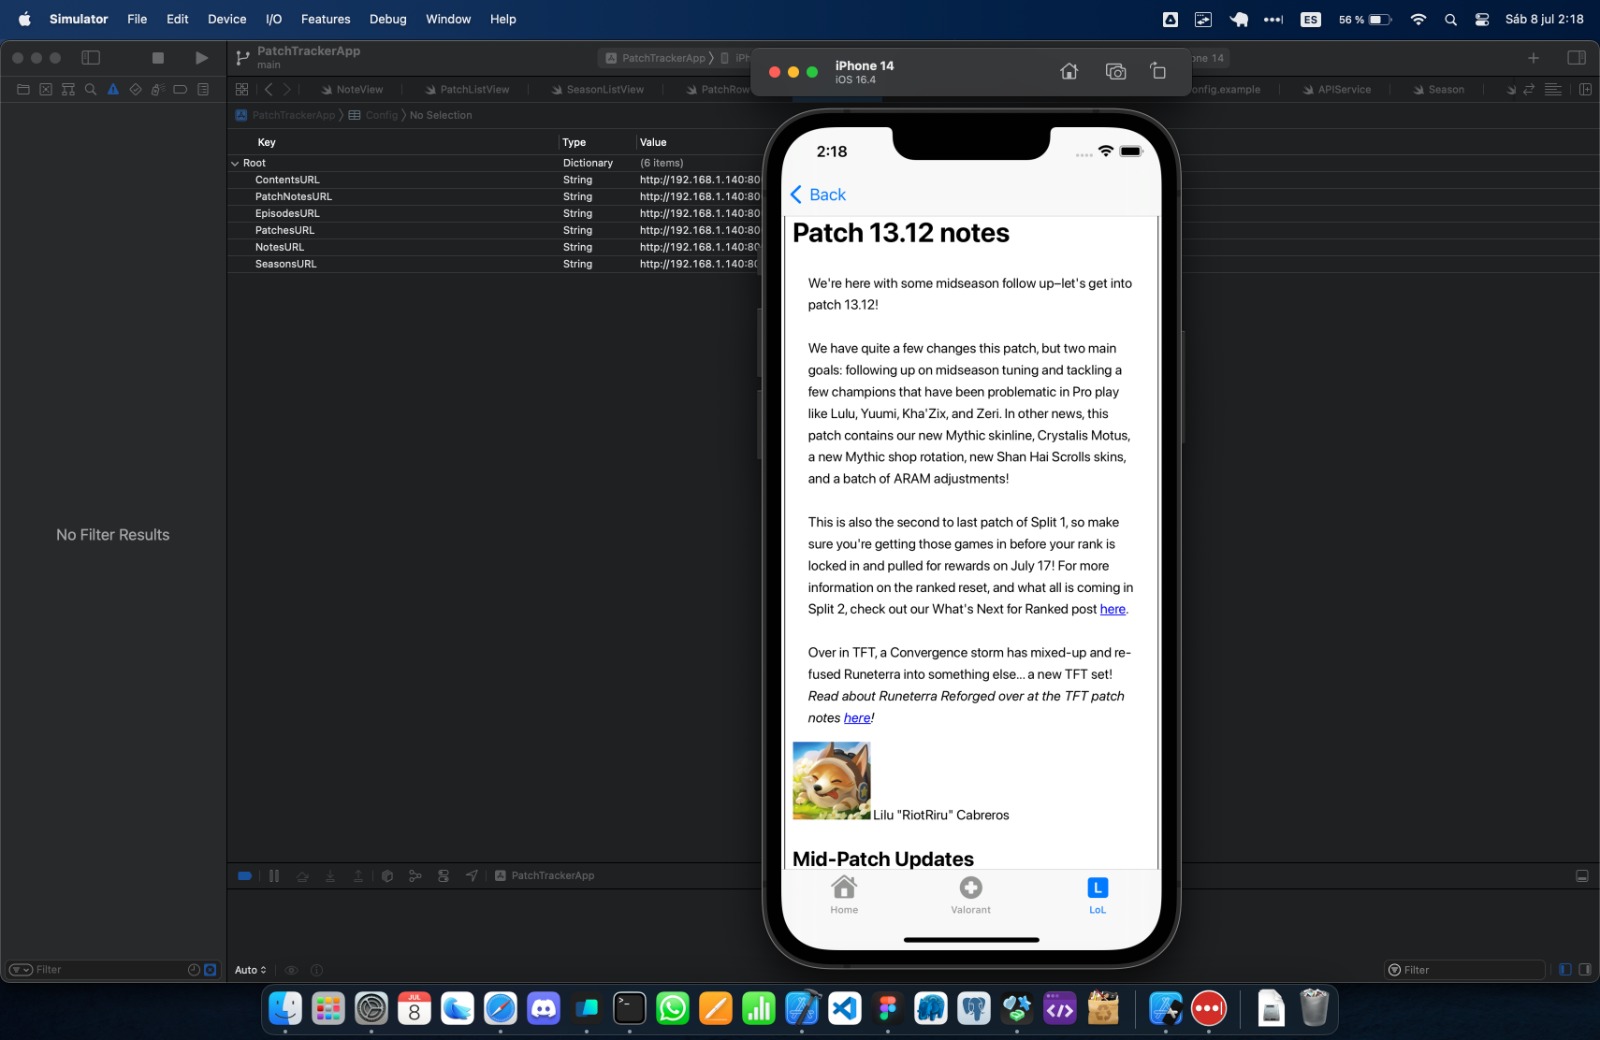 Simulator File Edit Device I/O Features Debug Window Help
ES 56 % Sáb 8 jul 2:18
PatchTrackerApp
main
PatchTrackerApp
iPhone 14
iOS 16.4
NoteView PatchListView SeasonListView PatchRow APIService Season
PatchTrackerApp Config No Selection
Key Type Value
Root Dictionary (6 items)
ContentsURL String http://192.168.1.140:80
PatchNotesURL String http://192.168.1.140:80
EpisodesURL String http://192.168.1.140:80
PatchesURL String http://192.168.1.140:80
NotesURL String http://192.168.1.140:80
SeasonsURL String http://192.168.1.140:80
No Filter Results
2:18
Back
Patch 13.12 notes
We're here with some midseason follow up–let's get into
patch 13.12!
We have quite a few changes this patch, but two main
goals: following up on midseason tuning and tackling a
few champions that have been problematic in Pro play
like Lulu, Yuumi, Kha'Zix, and Zeri. In other news, this
patch contains our new Mythic skinline, Crystalis Motus,
a new Mythic shop rotation, new Shan Hai Scrolls skins,
and a batch of ARAM adjustments!
This is also the second to last patch of Split 1, so make
sure you're getting those games in before your rank is
locked in and pulled for rewards on July 17! For more
information on the ranked reset, and what all is coming in
Split 2, check out our What's Next for Ranked post here.
Over in TFT, a Convergence storm has mixed-up and re-
fused Runeterra into something else... a new TFT set!
Read about Runeterra Reforged over at the TFT patch
notes here!
Lilu "RiotRiru" Cabreros
Mid-Patch Updates
Home Valorant LoL
L
PatchTrackerApp
Filter
Auto
Filter
JUL
8